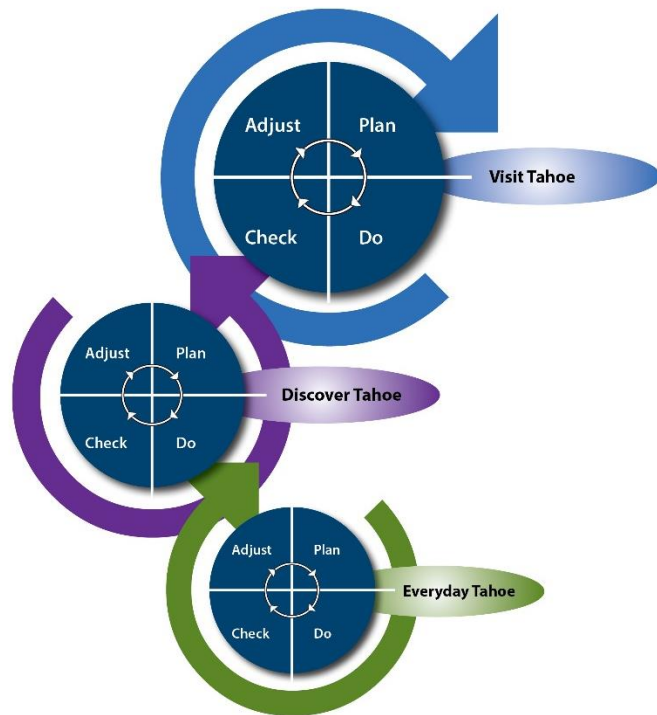 Adjust
Plan
Check
Do
Visit Tahoe
Adjust
Plan
Check
Do
Discover Tahoe
Adjust
Plan
Check
Do
Everyday Tahoe